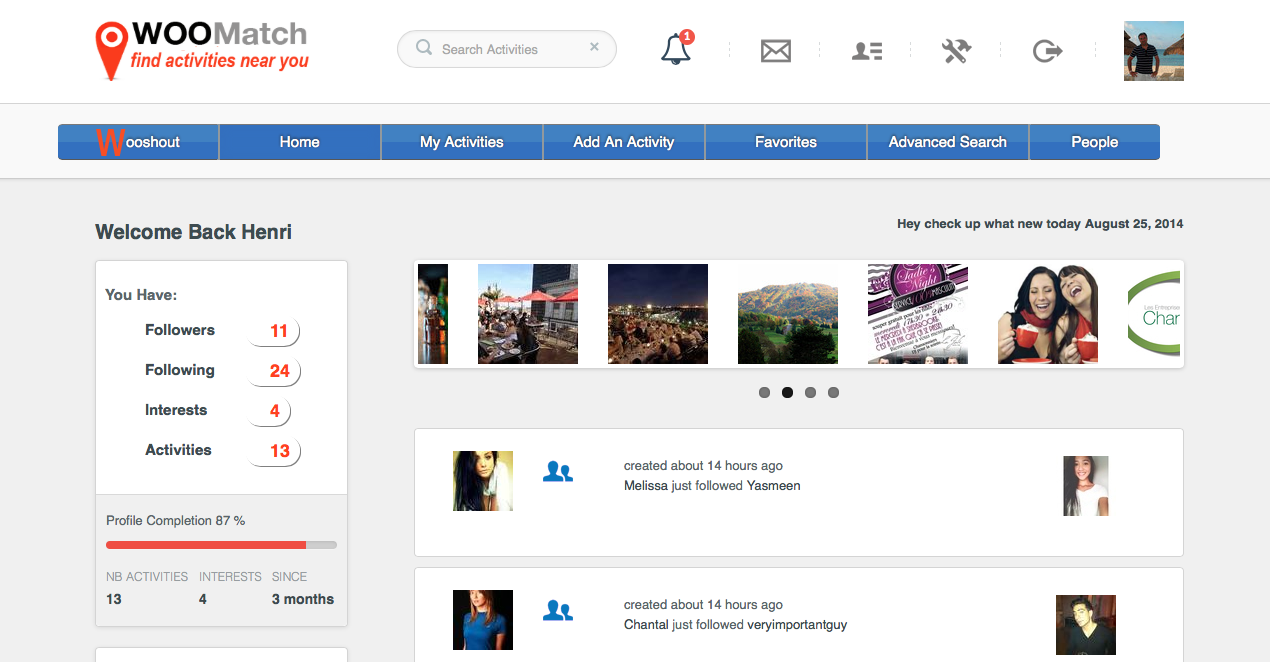 WOOMatch
find activities near you
Search Activities
1
Wooshout
Home
My Activities
Add An Activity
Favorites
Advanced Search
People
Welcome Back Henri
Hey check up what new today August 25, 2014
You Have:
Followers 11
Following 24
Interests 4
Activities 13
Profile Completion 87 %
NB ACTIVITIES INTERESTS SINCE
13 4 3 months
Ladie's
Night
Les Entreprise
Char
created about 14 hours ago
Melissa just followed Yasmeen
created about 14 hours ago
Chantal just followed veryimportantguy